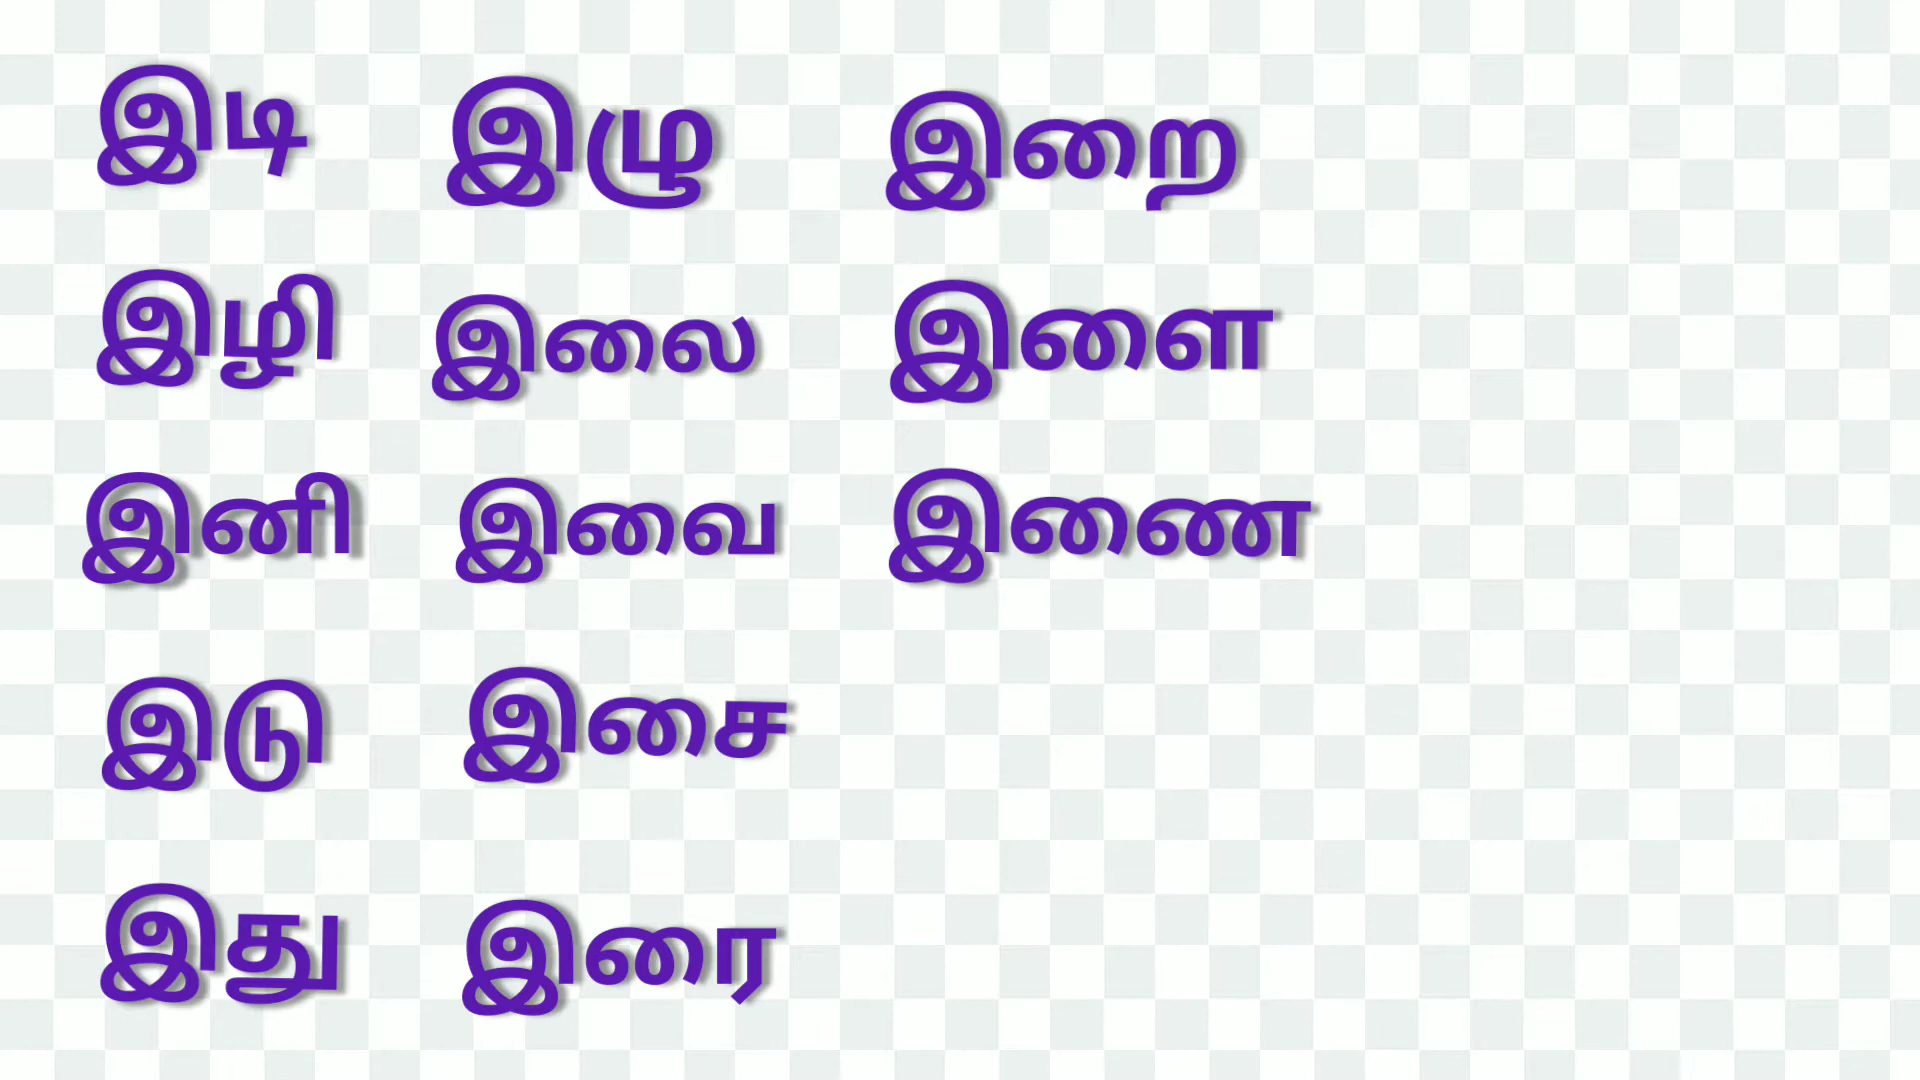 இடி இழு இறை
இழி இலை இளை
இனி இவை இணை
இடு இசை
இது இரை